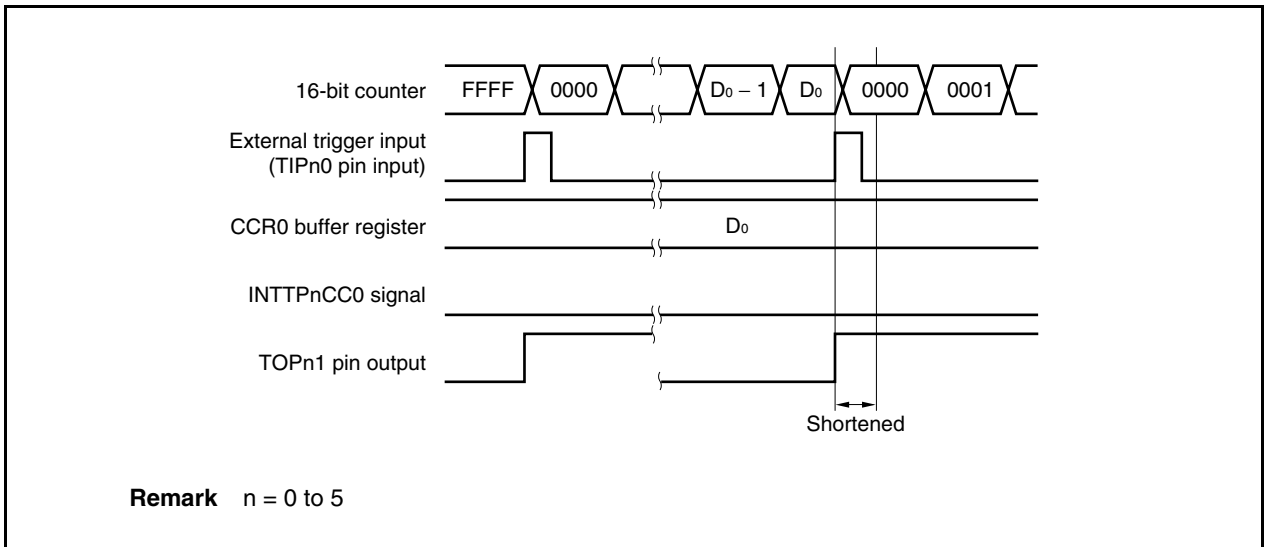 16-bit counter FFFF 0000 D0 − 1 D0 0000 0001
External trigger input
(TIPn0 pin input)
CCR0 buffer register D0
INTTPnCC0 signal
TOPn1 pin output
Shortened
Remark n = 0 to 5